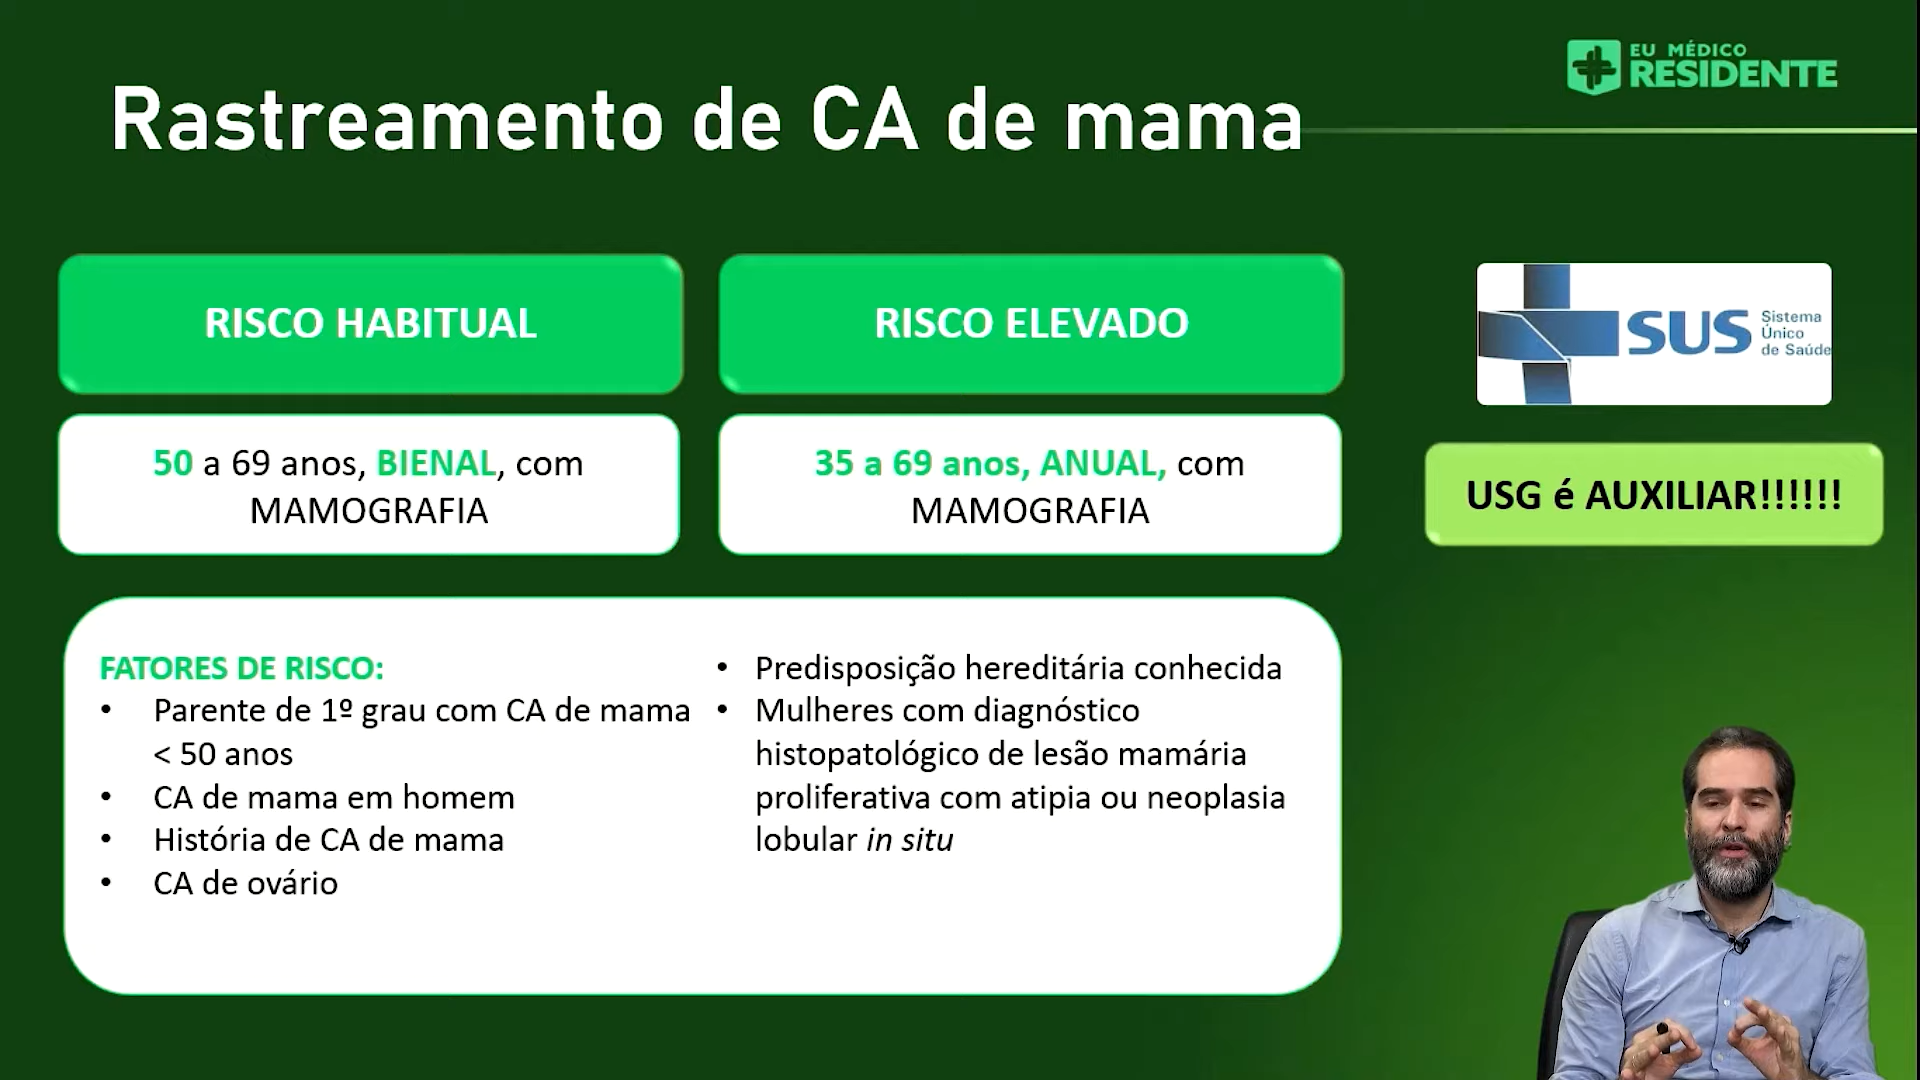 EU MÉDICO
RESIDENTE
Rastreamento de CA de mama
RISCO HABITUAL
RISCO ELEVADO
SUS
Sistema
Único
de Saúde
50 a 69 anos, BIENAL, com
MAMOGRAFIA
35 a 69 anos, ANUAL, com
MAMOGRAFIA
USG é AUXILIAR!!!!!!
FATORES DE RISCO:
• Parente de 1º grau com CA de mama
< 50 anos
• CA de mama em homem
• História de CA de mama
• CA de ovário
• Predisposição hereditária conhecida
• Mulheres com diagnóstico
histopatológico de lesão mamária
proliferativa com atipia ou neoplasia
lobular in situ